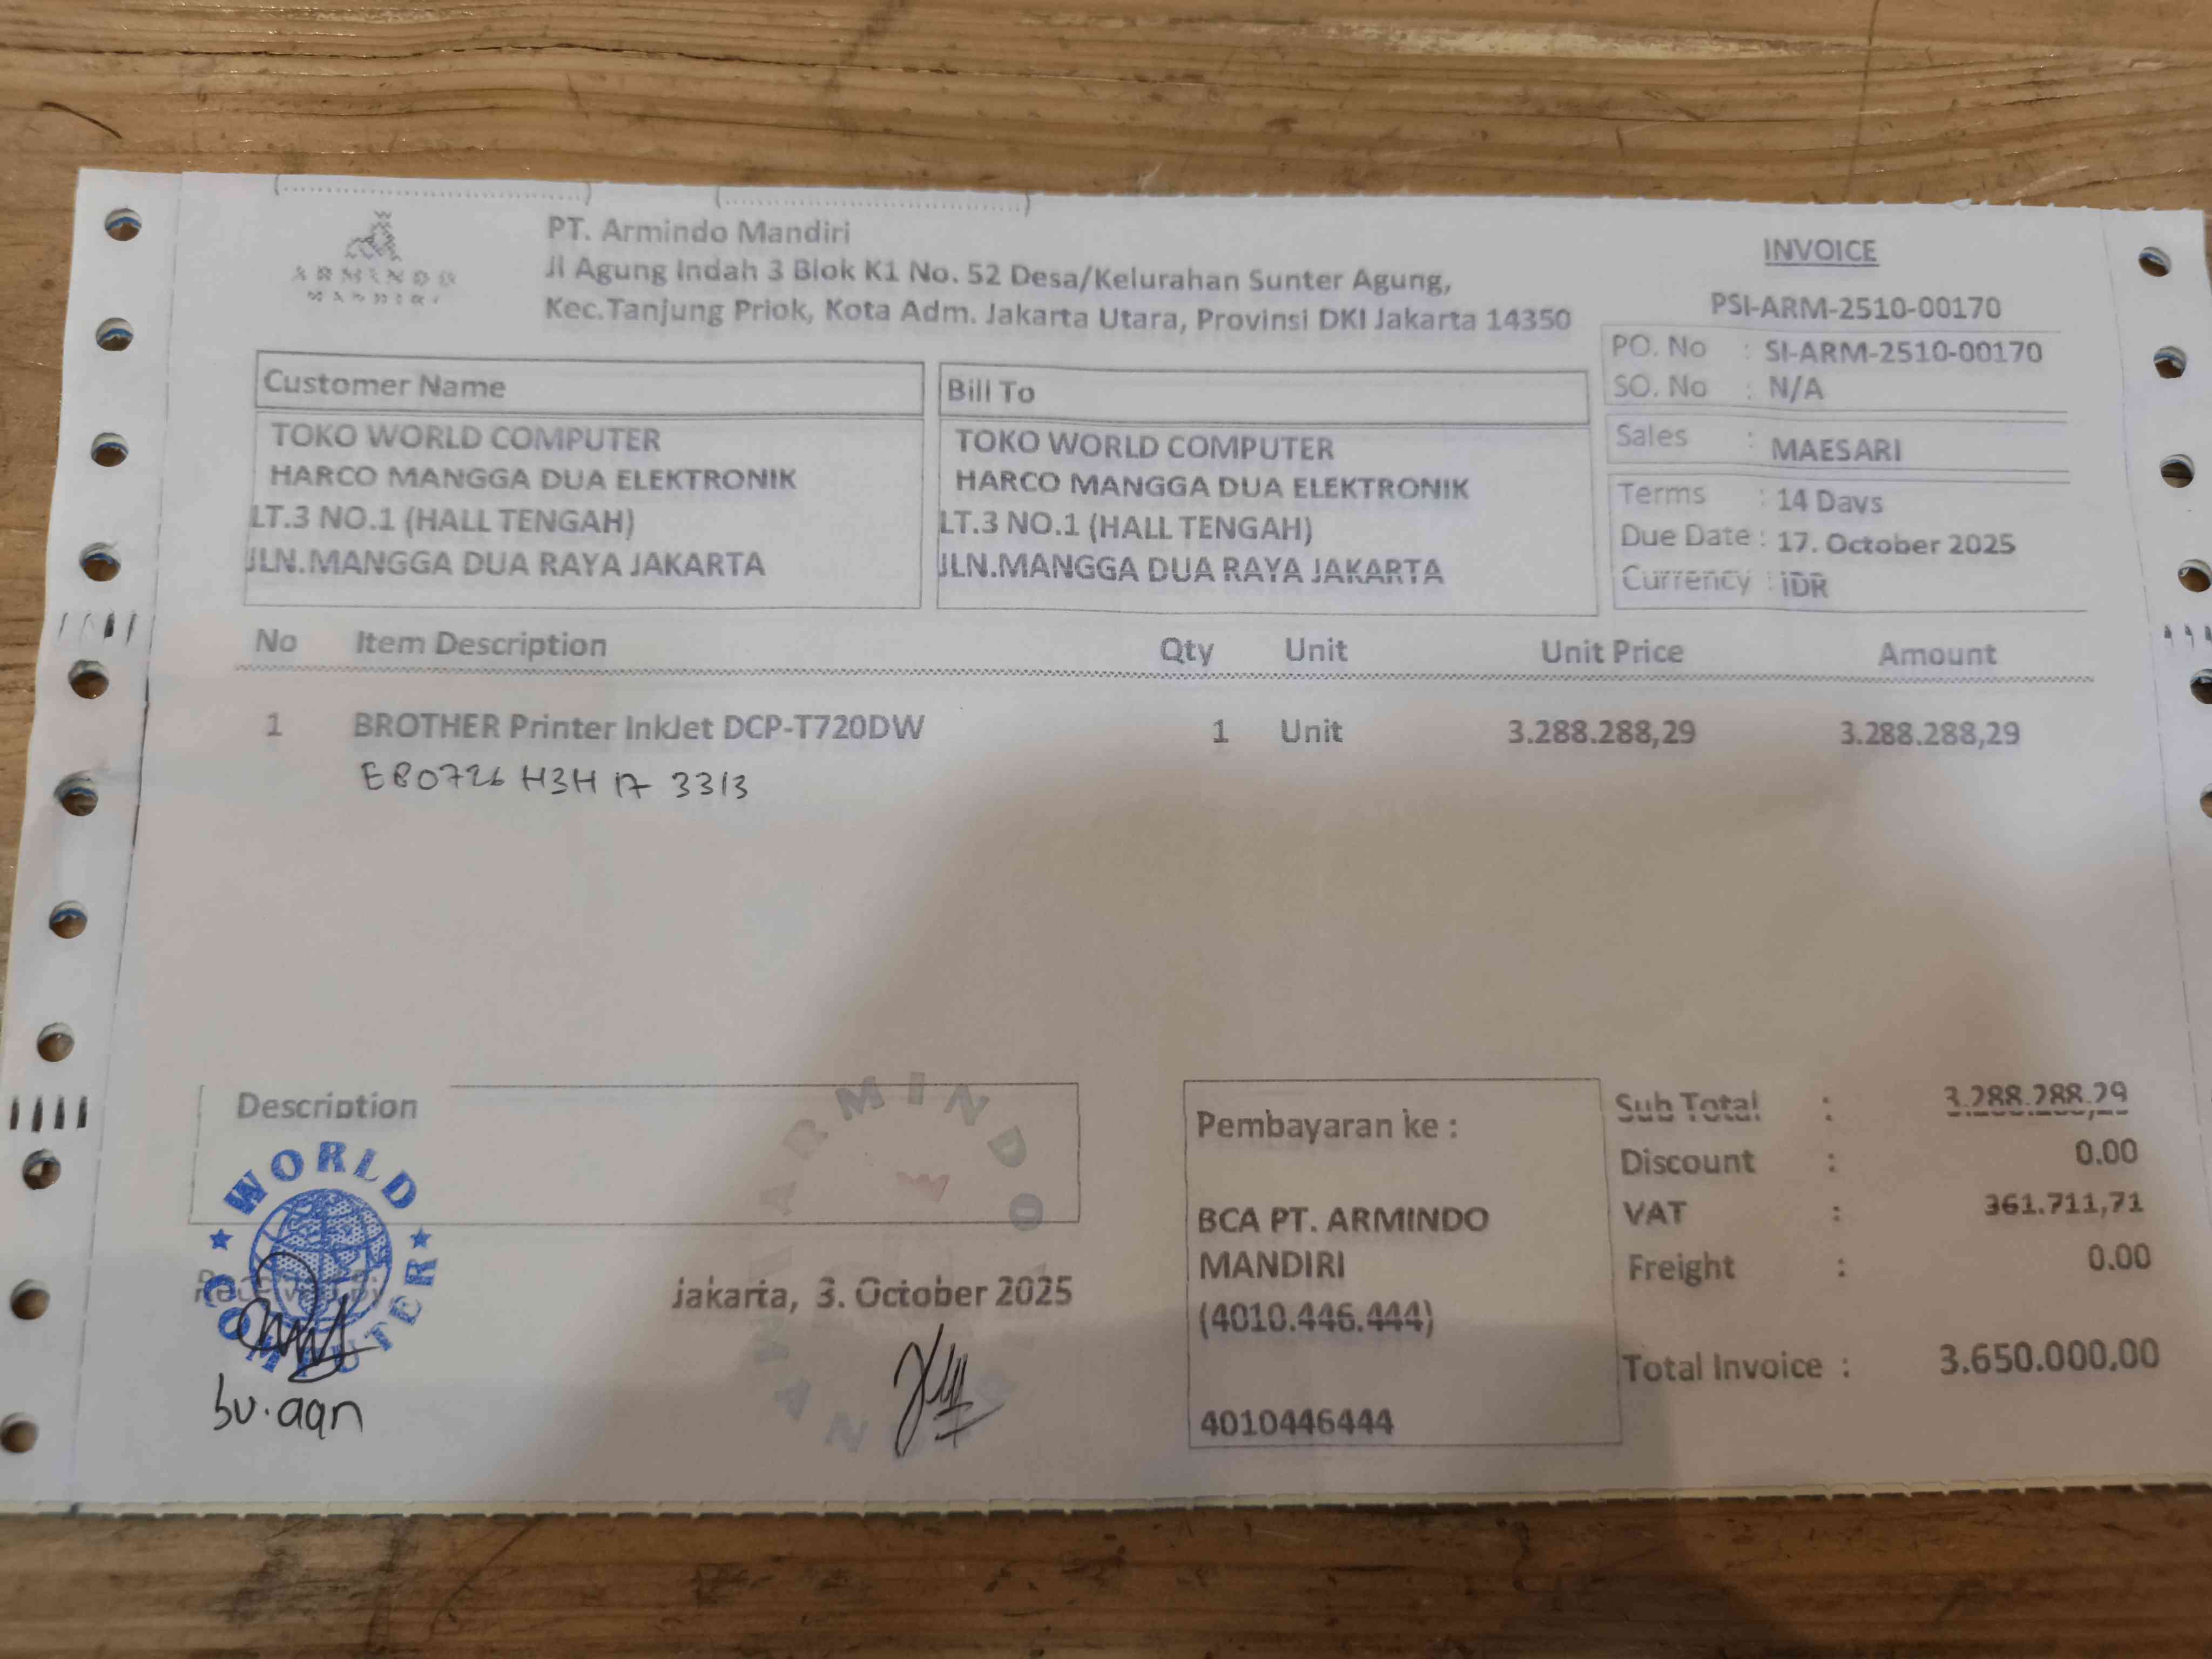 ARMINDO
MANDIRI
PT. Armindo Mandiri
Jl Agung Indah 3 Blok K1 No. 52 Desa/Kelurahan Sunter Agung,
Kec.Tanjung Priok, Kota Adm. Jakarta Utara, Provinsi DKI Jakarta 14350
INVOICE
PSI-ARM-2510-00170
PO. No : SI-ARM-2510-00170
SO. No : N/A
Sales : MAESARI
Terms : 14 Days
Due Date : 17. October 2025
Currency : IDR
Customer Name
TOKO WORLD COMPUTER
HARCO MANGGA DUA ELEKTRONIK
LT.3 NO.1 (HALL TENGAH)
JLN.MANGGA DUA RAYA JAKARTA
Bill To
TOKO WORLD COMPUTER
HARCO MANGGA DUA ELEKTRONIK
LT.3 NO.1 (HALL TENGAH)
JLN.MANGGA DUA RAYA JAKARTA
No Item Description Qty Unit Unit Price Amount
1 BROTHER Printer InkJet DCP-T720DW 1 Unit 3.288.288,29 3.288.288,29
E80726 H3H 17 3313
Description
WORLD
COMPUTER
bu.aan
Jakarta, 3. October 2025
ARMINDO
Pembayaran ke :
BCA PT. ARMINDO
MANDIRI
(4010.446.444)
4010446444
Sub Total : 3.288.288,29
Discount : 0.00
VAT : 361.711,71
Freight : 0.00
Total Invoice : 3.650.000,00